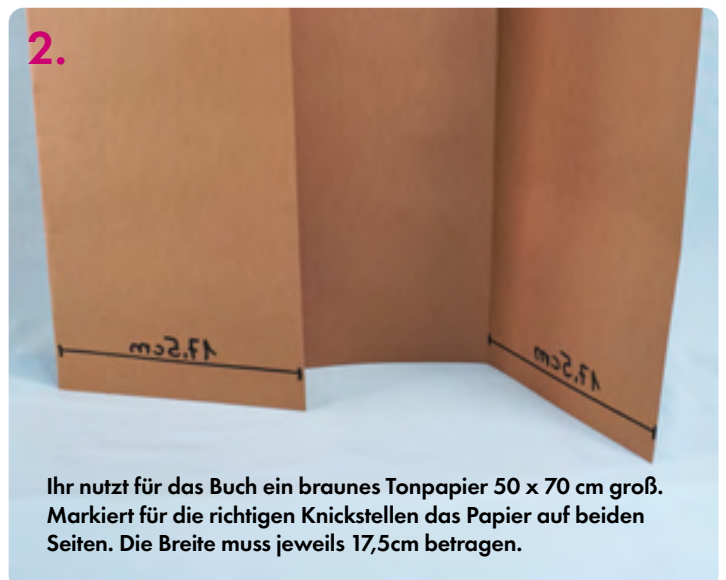 2.
17,5cm
17,5cm
Ihr nutzt für das Buch ein braunes Tonpapier 50 x 70 cm groß.
Markiert für die richtigen Knickstellen das Papier auf beiden
Seiten. Die Breite muss jeweils 17,5cm betragen.